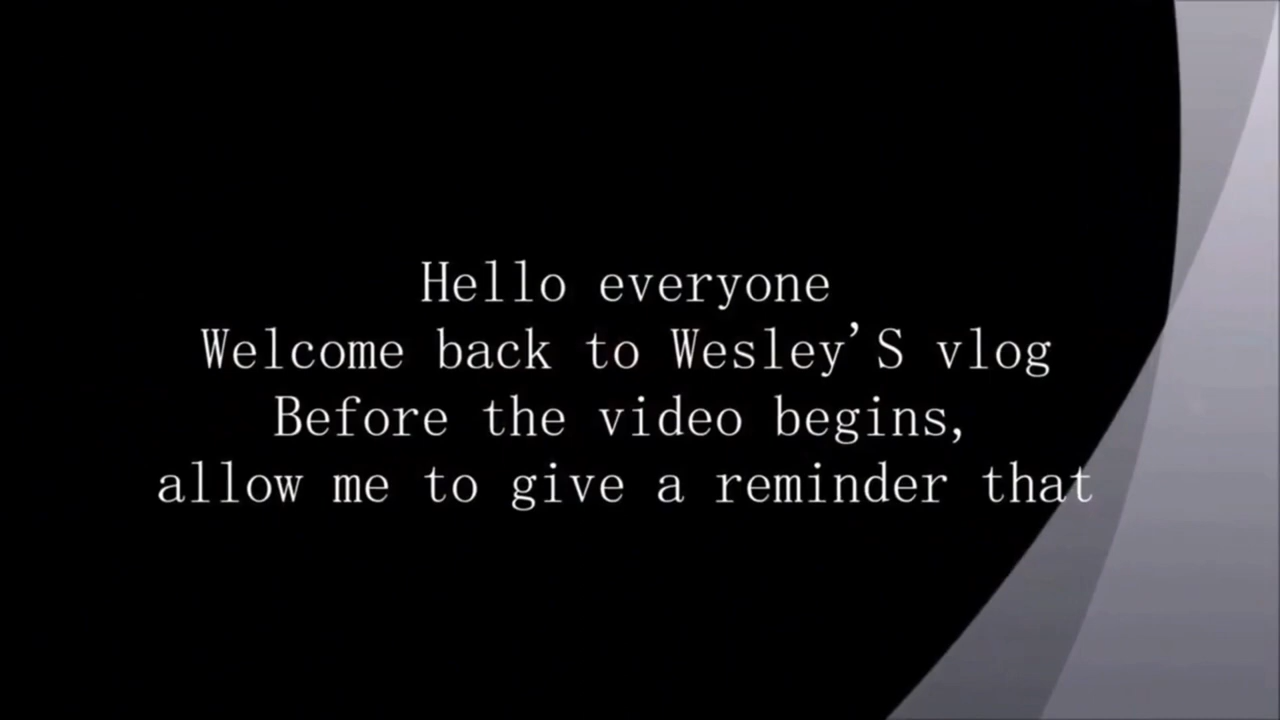 Hello everyone
Welcome back to Wesley'S vlog
Before the video begins,
allow me to give a reminder that